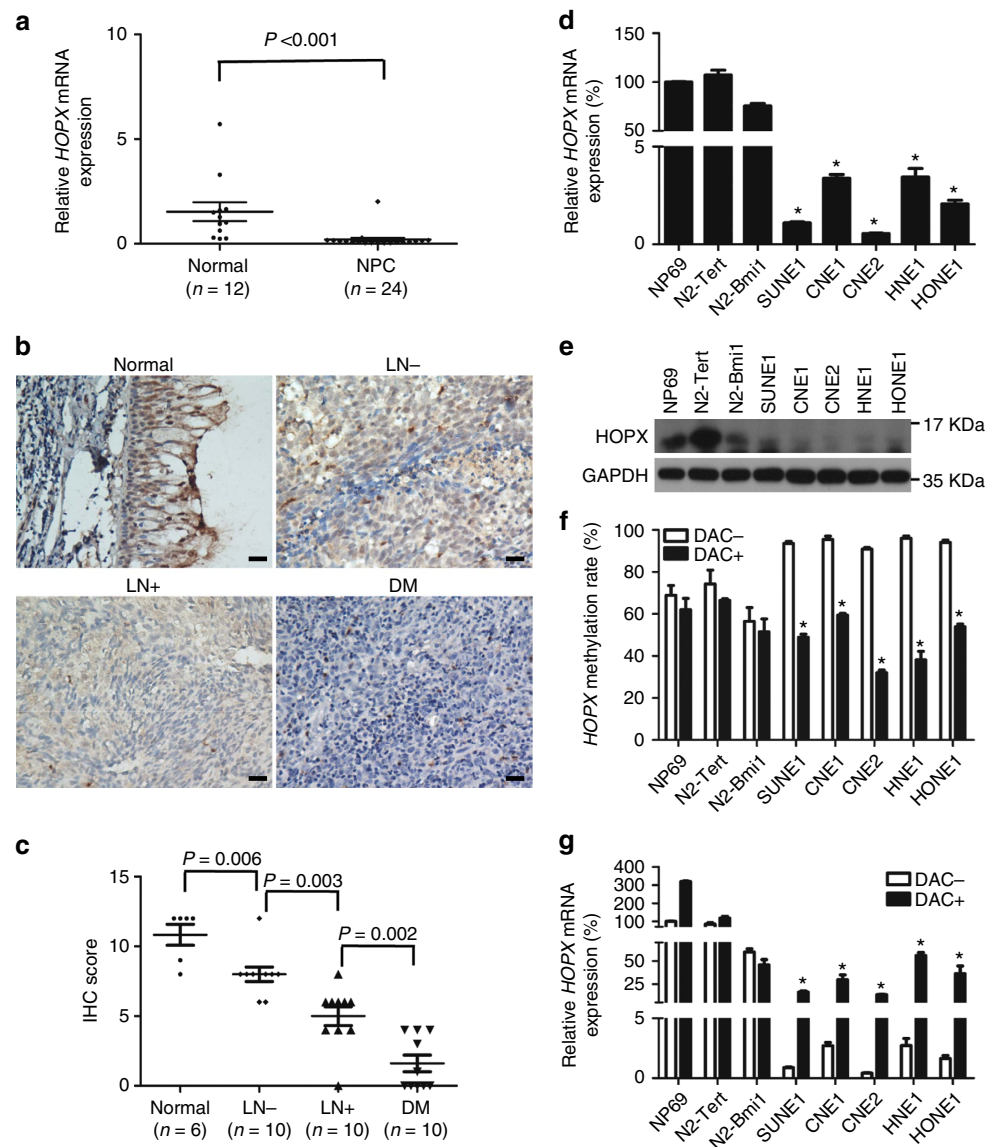 a
Relative HOPX mRNA
expression
10
5
0
P <0.001
Normal
(n = 12)
NPC
(n = 24)
b
Normal
LN–
LN+
DM
c
IHC score
15
10
5
0
P = 0.006
P = 0.003
P = 0.002
Normal
(n = 6)
LN–
(n = 10)
LN+
(n = 10)
DM
(n = 10)
d
Relative HOPX mRNA
expression (%)
150
100
50
5
0
* * * * *
NP69
N2-Tert
N2-Bmi1
SUNE1
CNE1
CNE2
HNE1
HONE1
e
NP69
N2-Tert
N2-Bmi1
SUNE1
CNE1
CNE2
HNE1
HONE1
HOPX
17 KDa
GAPDH
35 KDa
f
HOPX methylation rate (%)
100
80
60
40
20
0
DAC–
DAC+
* * * * *
NP69
N2-Tert
N2-Bmi1
SUNE1
CNE1
CNE2
HNE1
HONE1
g
Relative HOPX mRNA
expression (%)
400
300
200
100
50
25
5
0
DAC–
DAC+
* * * * *
NP69
N2-Tert
N2-Bmi1
SUNE1
CNE1
CNE2
HNE1
HONE1